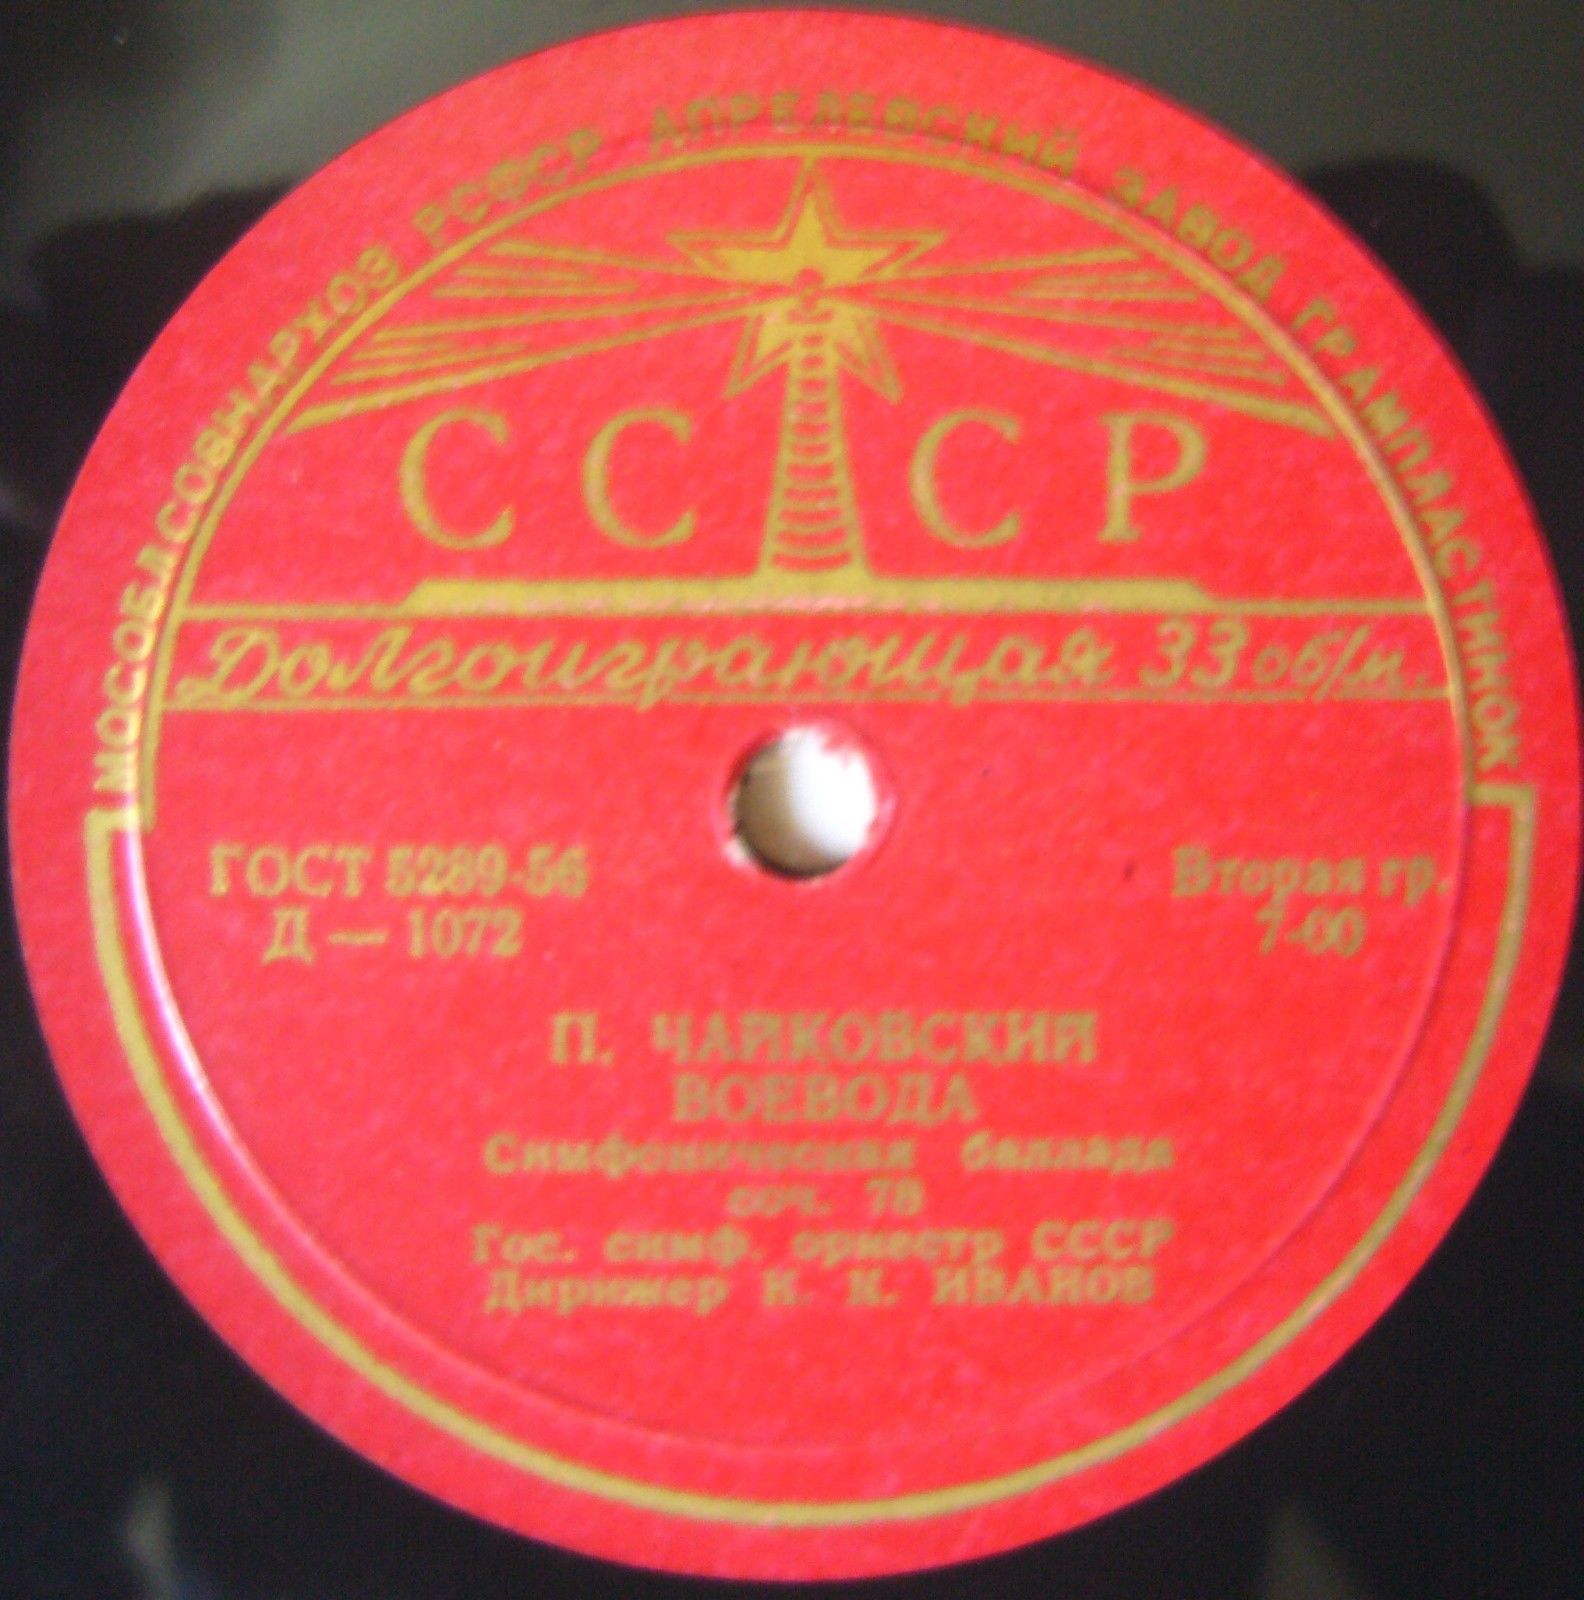 МОСОБЛСОВНАРХОЗ РСФСР АПРЕЛЕВСКИЙ ЗАВОД ГРАМПЛАСТИНОК
СССР
Долгоиграющая 33 об/м.
ГОСТ 5289-56
Д — 1072
Вторая гр.
7-00
П. ЧАЙКОВСКИЙ
ВОЕВОДА
Симфоническая баллада
соч. 78
Гос. симф. оркестр СССР
Дирижер К. К. ИВАНОВ